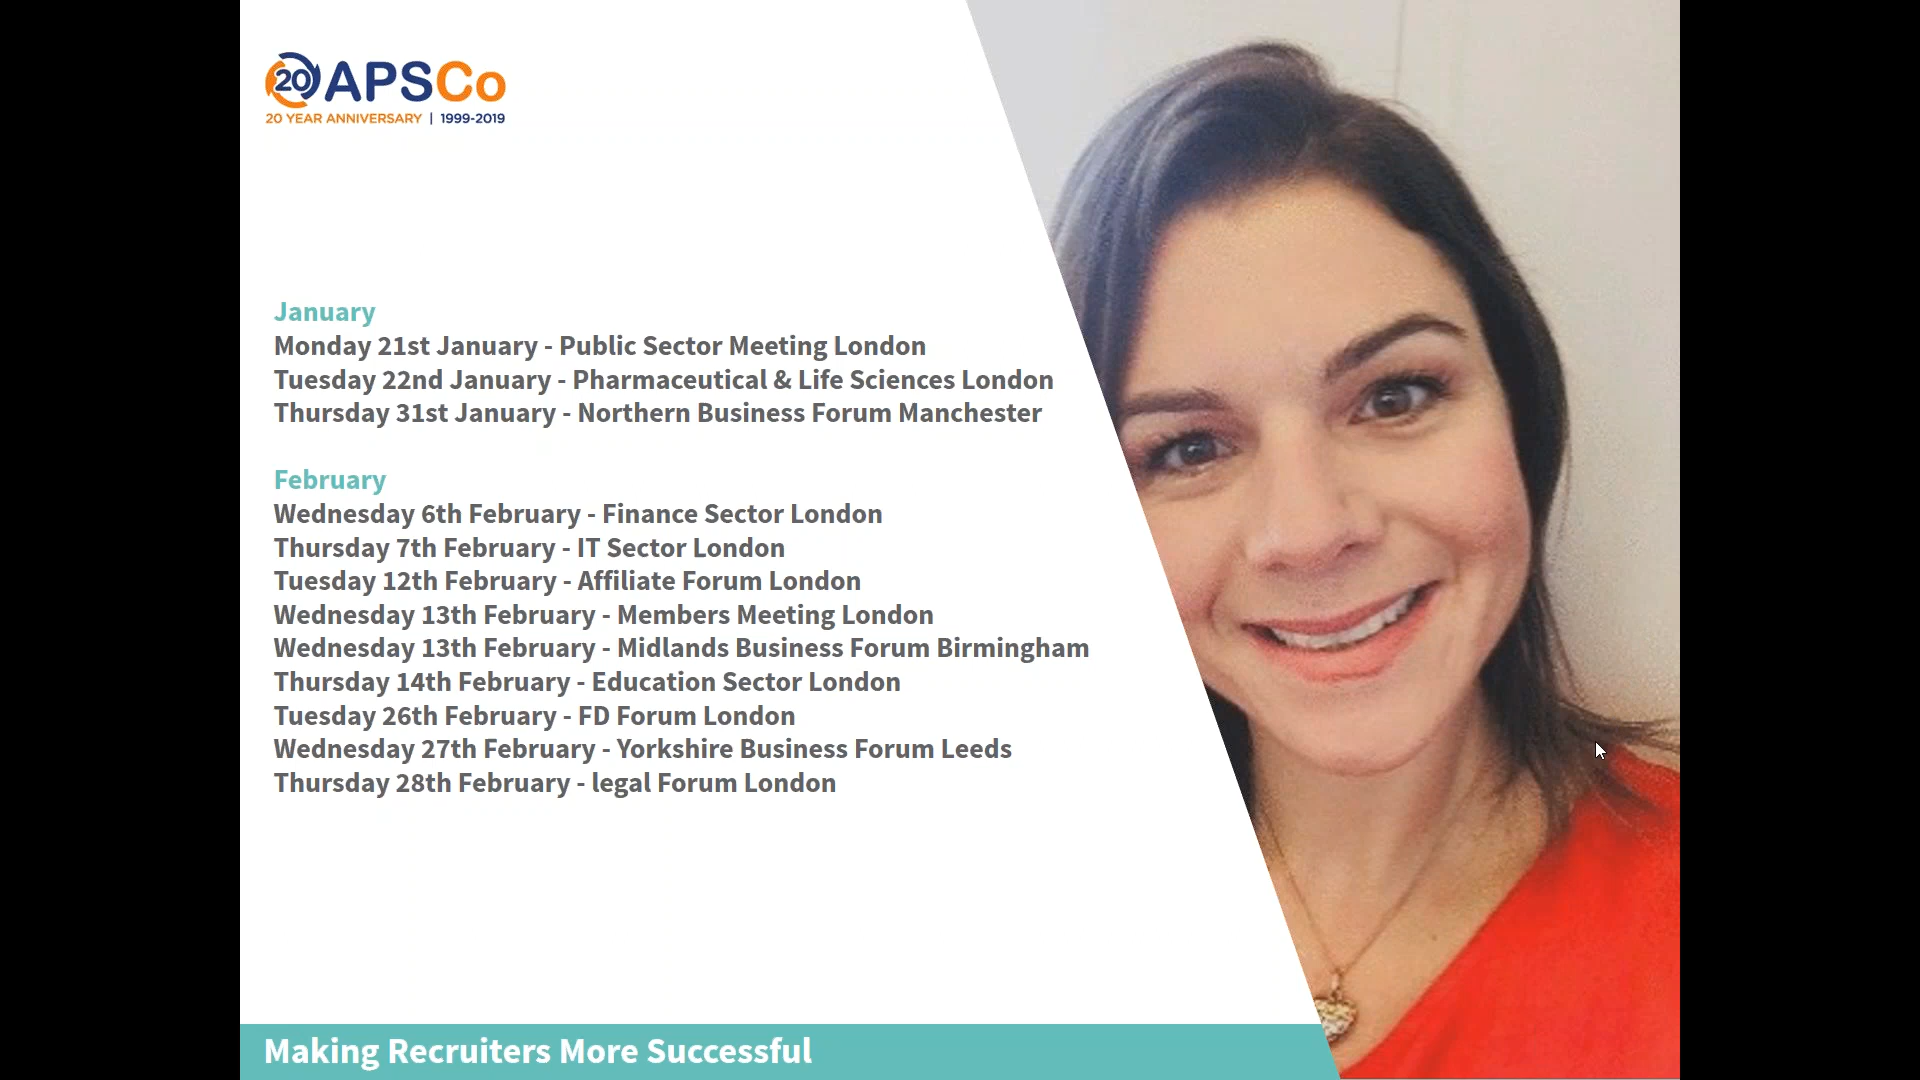 20 APSCo
20 YEAR ANNIVERSARY | 1999-2019
January
Monday 21st January - Public Sector Meeting London
Tuesday 22nd January - Pharmaceutical & Life Sciences London
Thursday 31st January - Northern Business Forum Manchester
February
Wednesday 6th February - Finance Sector London
Thursday 7th February - IT Sector London
Tuesday 12th February - Affiliate Forum London
Wednesday 13th February - Members Meeting London
Wednesday 13th February - Midlands Business Forum Birmingham
Thursday 14th February - Education Sector London
Tuesday 26th February - FD Forum London
Wednesday 27th February - Yorkshire Business Forum Leeds
Thursday 28th February - legal Forum London
Making Recruiters More Successful